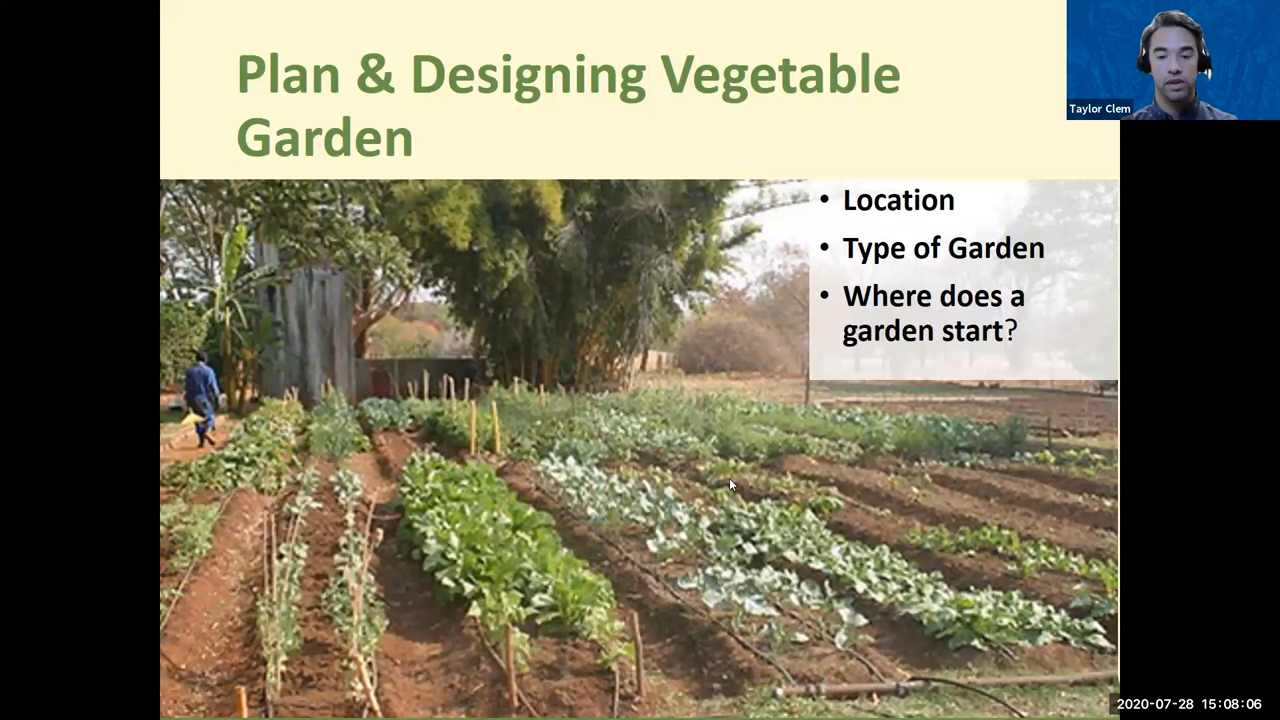 Plan & Designing Vegetable
Garden
Taylor Clem
• Location
• Type of Garden
• Where does a
garden start?
2020-07-28 15:08:06